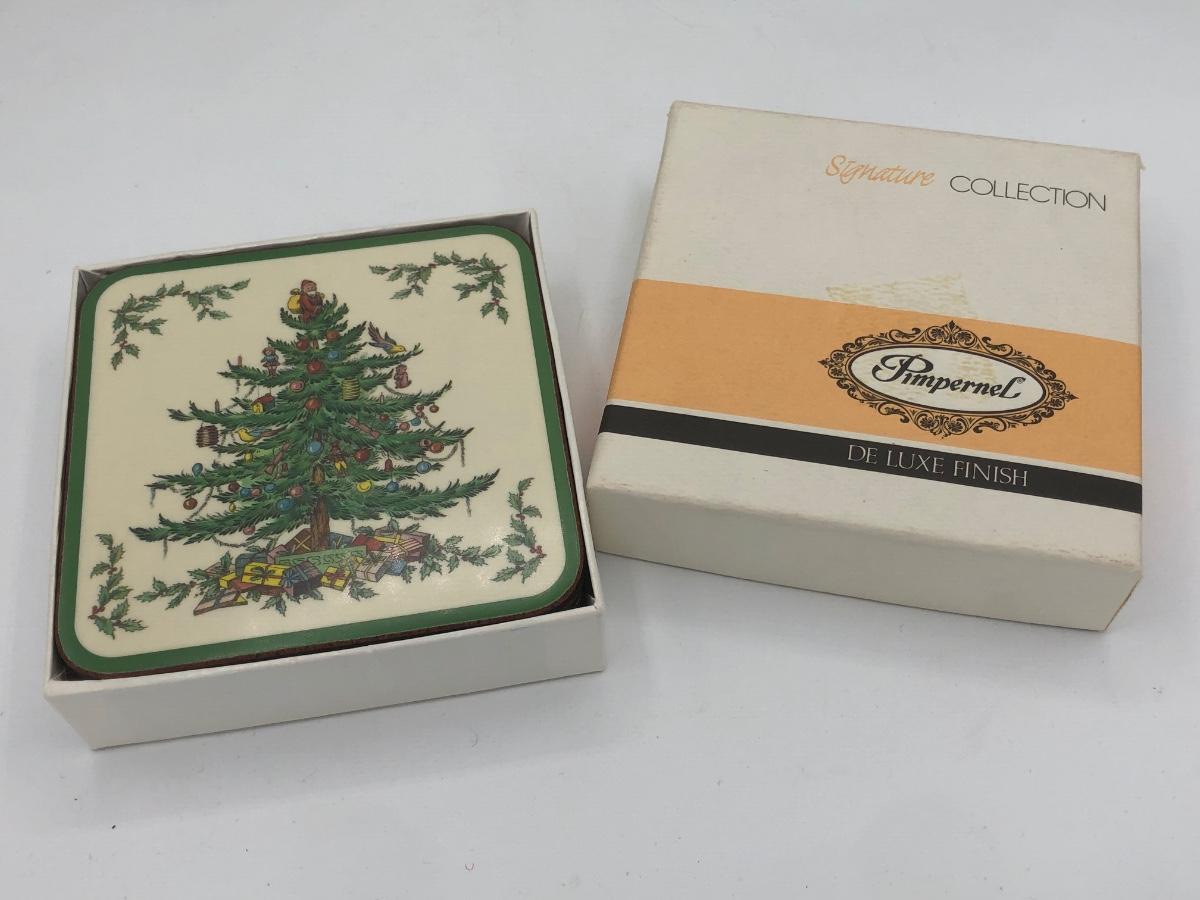 Signature COLLECTION
Pimpernel
DE LUXE FINISH